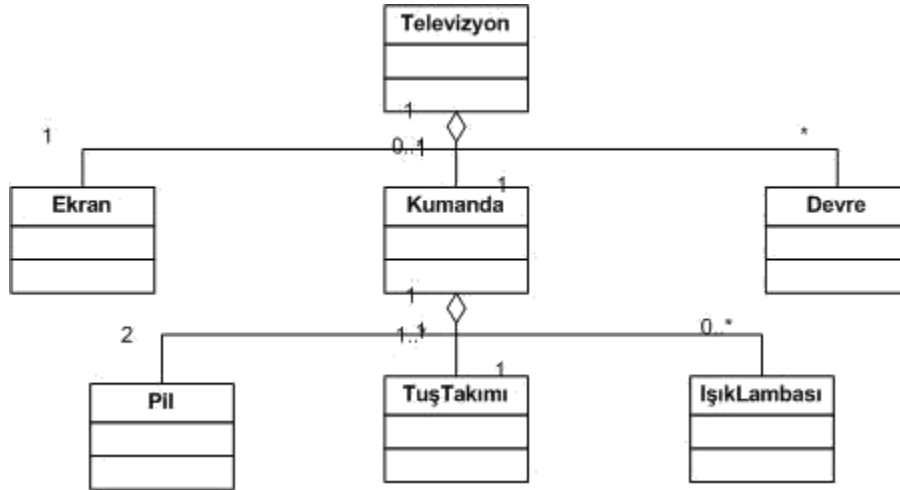 Televizyon
1
1
0..1
*
1
Ekran
Kumanda
Devre
1
2
1..*
1
0..*
1
Pil
TuşTakımı
IşıkLambası